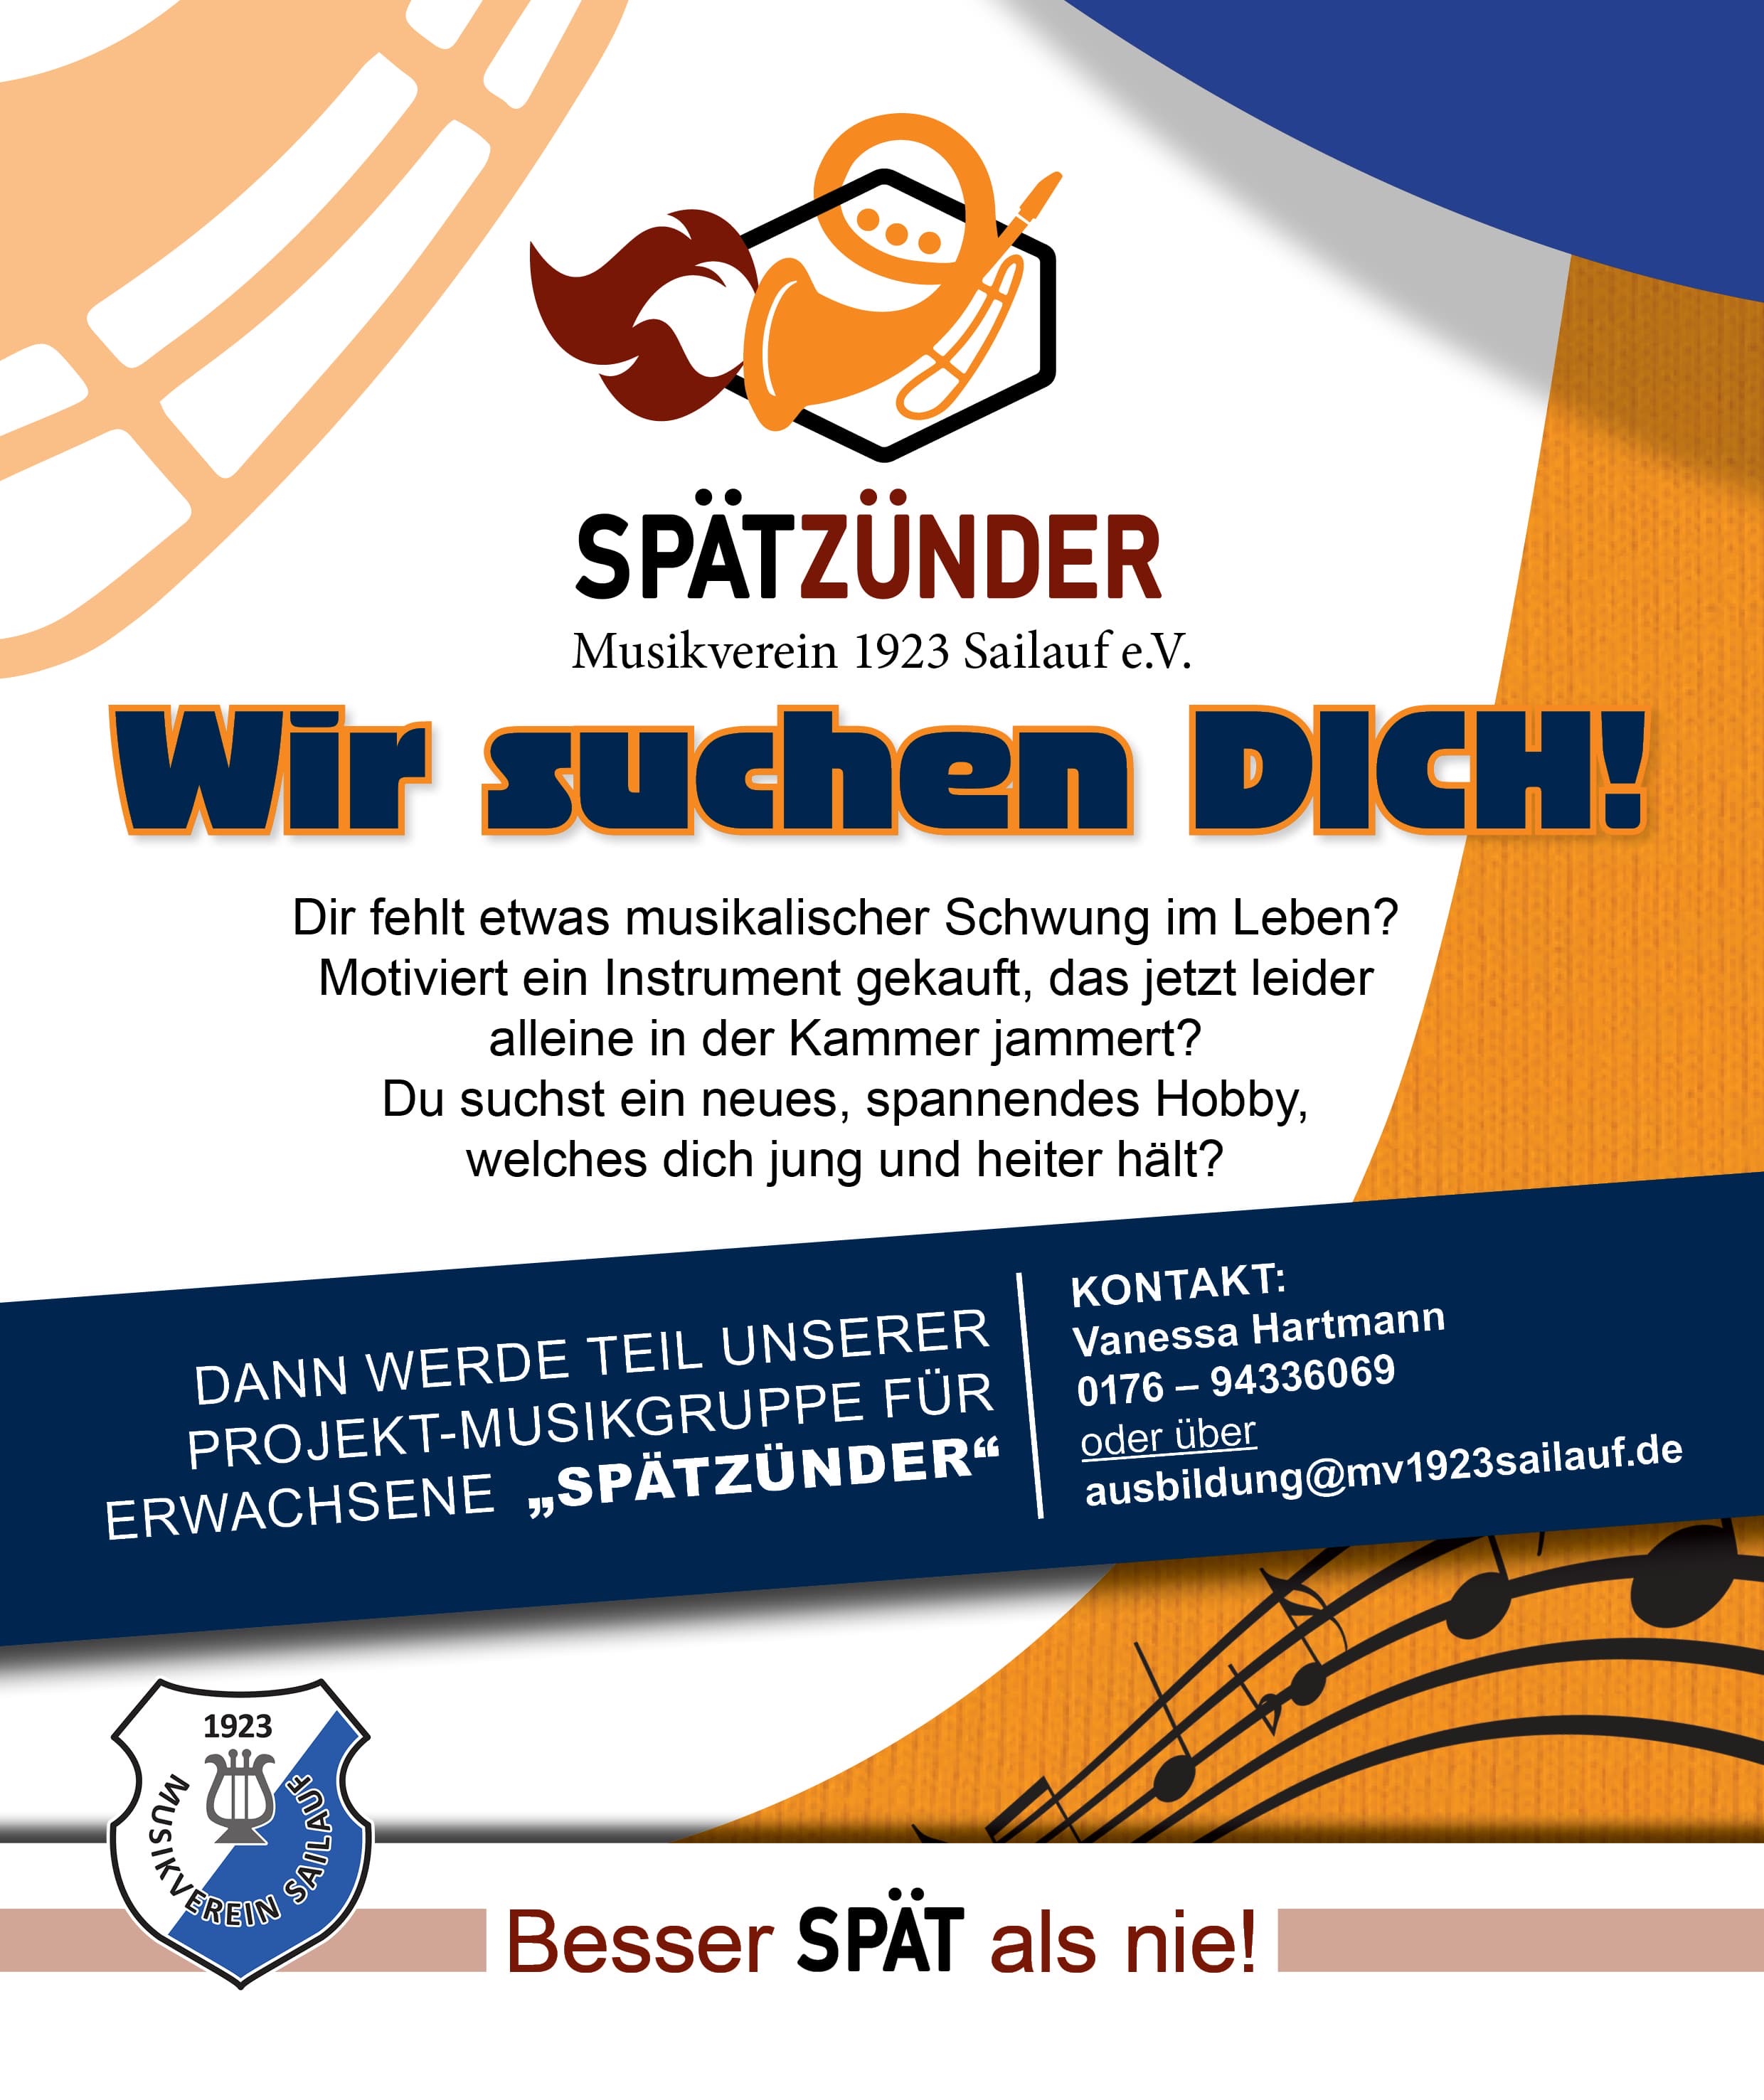 SPÄTZÜNDER
Musikverein 1923 Sailauf e.V.
Wir suchen DICH!
Dir fehlt etwas musikalischer Schwung im Leben?
Motiviert ein Instrument gekauft, das jetzt leider
alleine in der Kammer jammert?
Du suchst ein neues, spannendes Hobby,
welches dich jung und heiter hält?
DANN WERDE TEIL UNSERER
PROJEKT-MUSIKGRUPPE FÜR
ERWACHSENE „SPÄTZÜNDER“
KONTAKT:
Vanessa Hartmann
0176 – 94336069
oder über
ausbildung@mv1923sailauf.de
1923
MUSIKVEREIN SAILAUF
Besser SPÄT als nie!